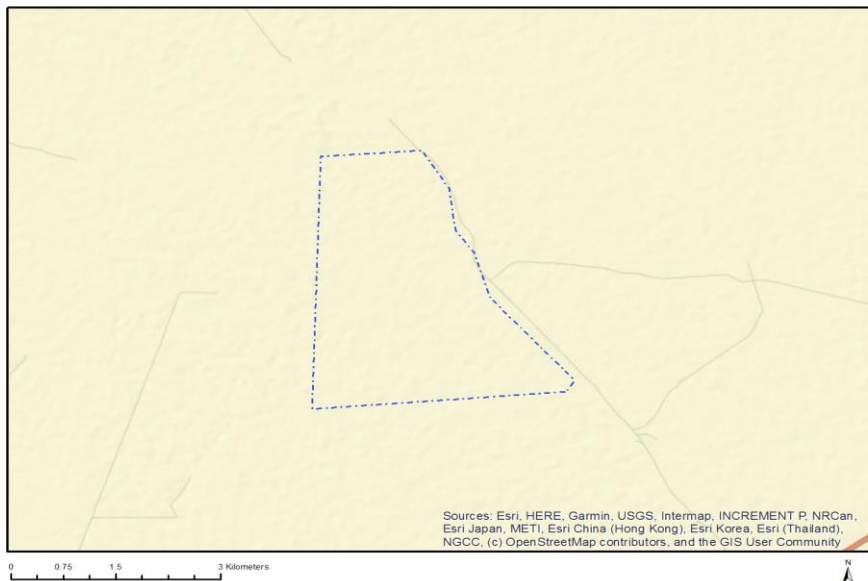 Sources: Esri, HERE, Garmin, USGS, Intermap, INCREMENT P, NRCan,
Esri Japan, METI, Esri China (Hong Kong), Esri Korea, Esri (Thailand),
NGCC, (c) OpenStreetMap contributors, and the GIS User Community
0 0.75 1.5 3 Kilometers
N